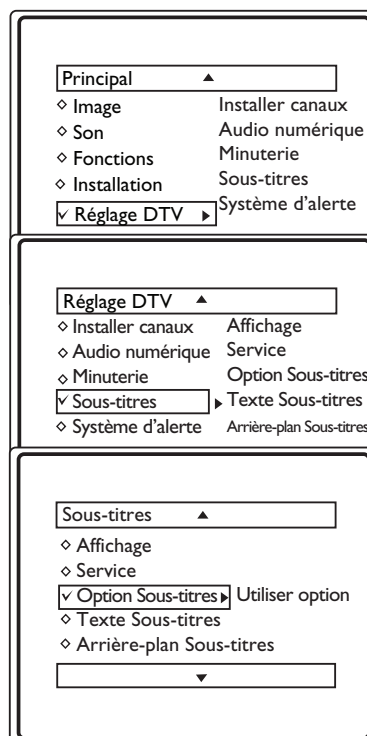 Principal
Image Installer canaux
Son Audio numérique
Fonctions Minuterie
Installation Sous-titres
Réglage DTV Système d'alerte
Réglage DTV
Installer canaux Affichage
Audio numérique Service
Minuterie Option Sous-titres
Sous-titres Texte Sous-titres
Système d'alerte Arrière-plan Sous-titres
Sous-titres
Affichage
Service
Option Sous-titres Utiliser option
Texte Sous-titres
Arrière-plan Sous-titres